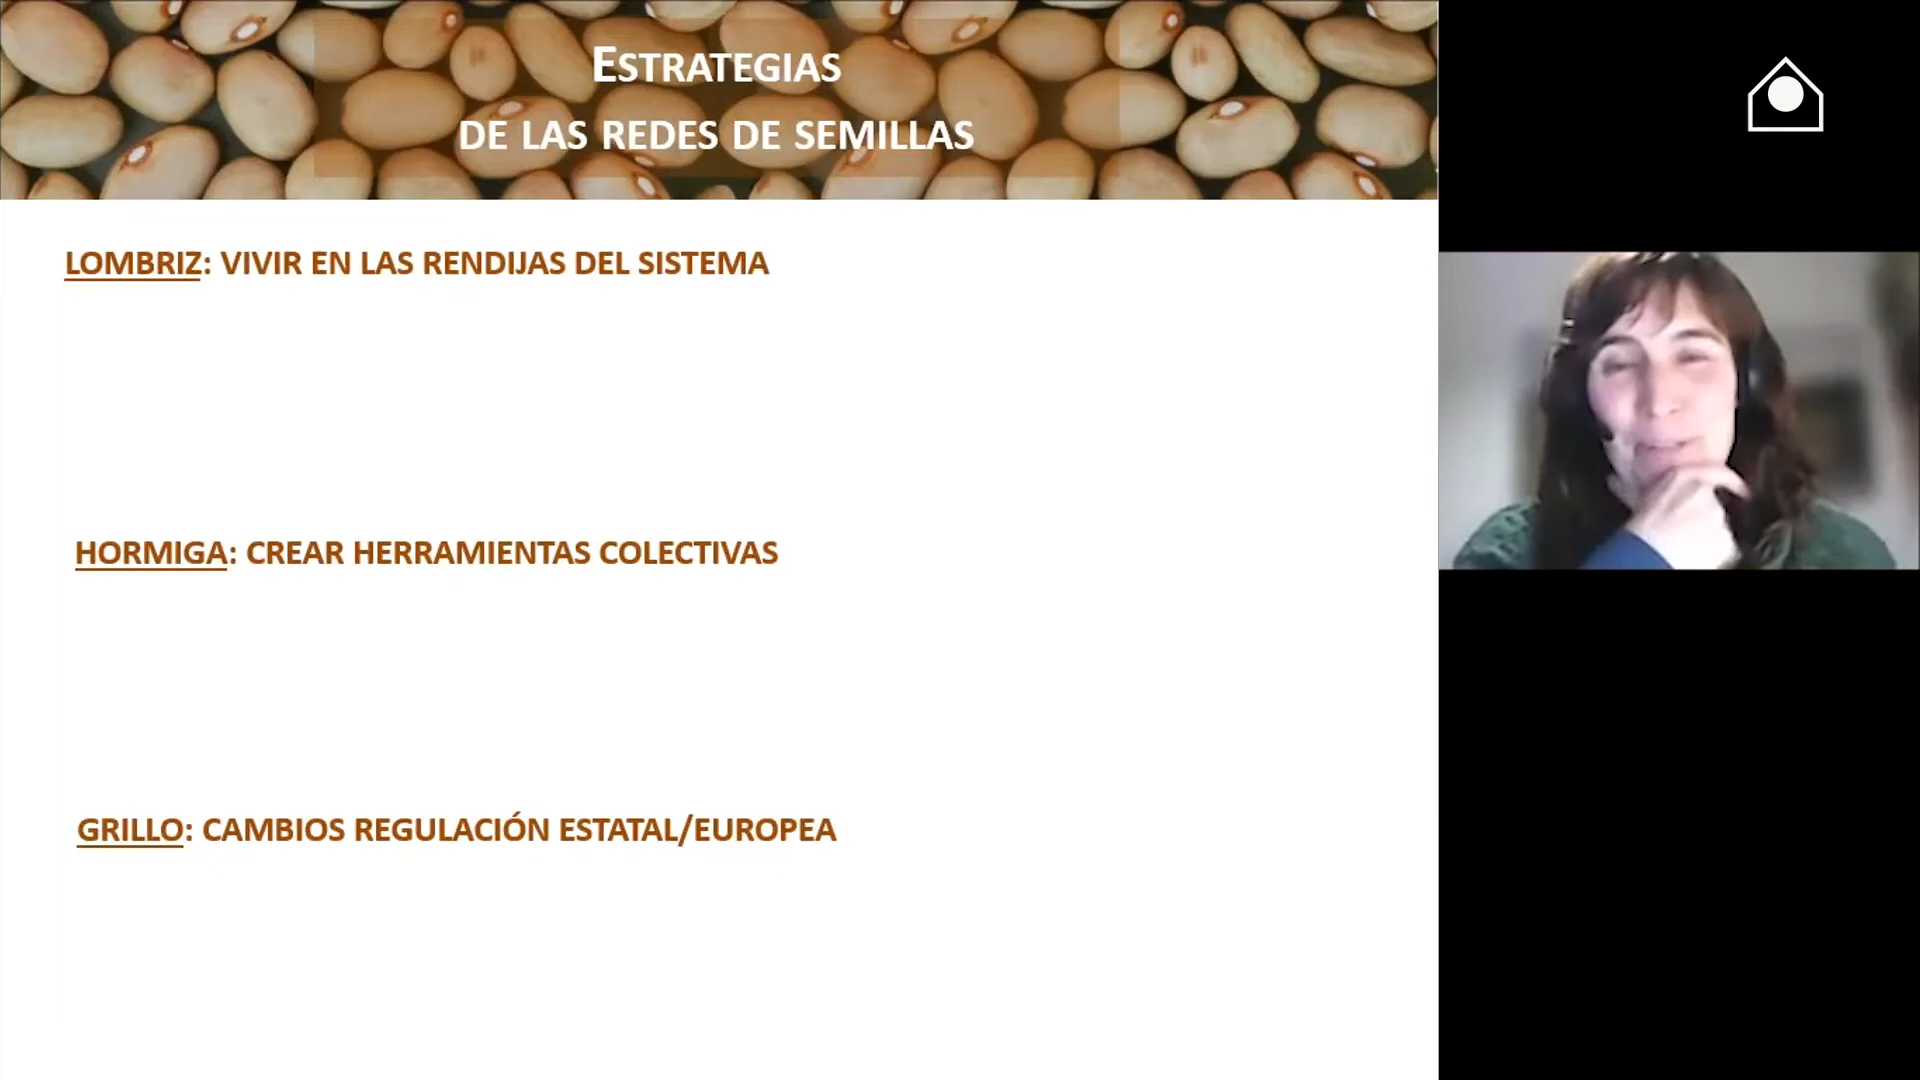 ESTRATEGIAS
DE LAS REDES DE SEMILLAS
LOMBRIZ: VIVIR EN LAS RENDIJAS DEL SISTEMA
HORMIGA: CREAR HERRAMIENTAS COLECTIVAS
GRILLO: CAMBIOS REGULACIÓN ESTATAL/EUROPEA